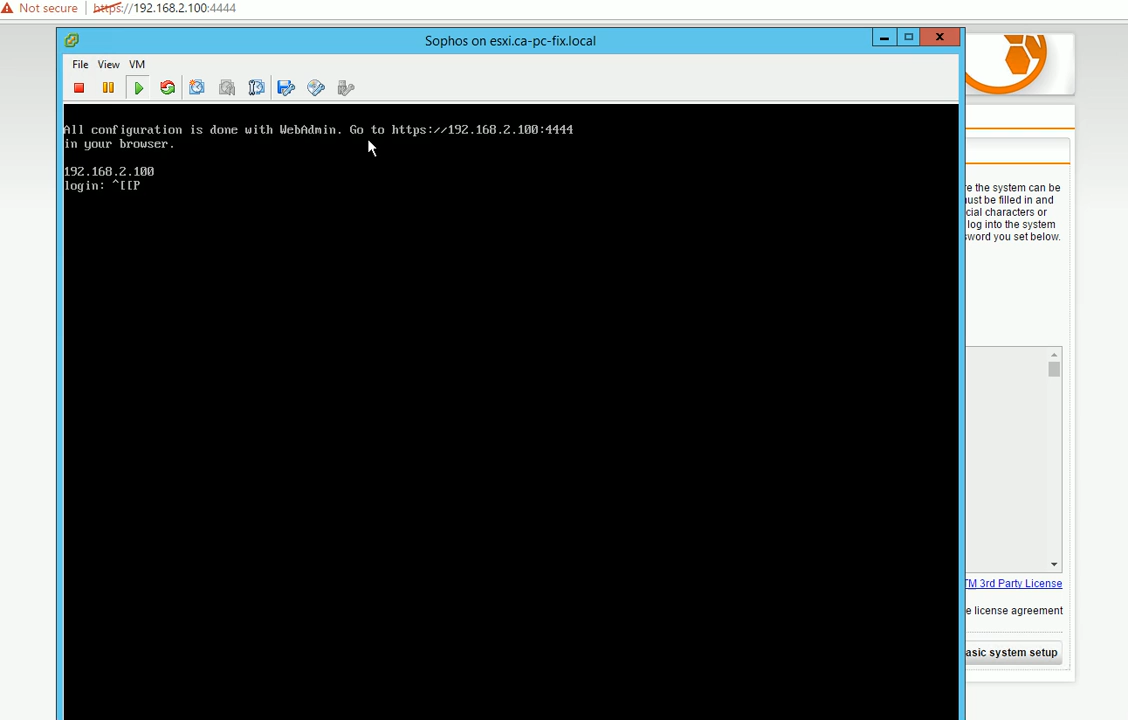 Not secure | https://192.168.2.100:4444
Sophos on esxi.ca-pc-fix.local
File View VM
All configuration is done with WebAdmin. Go to https://192.168.2.100:4444
in your browser.
192.168.2.100
login: ^[[P
re the system can be
ust be filled in and
cial characters or
log into the system
sword you set below.
TM 3rd Party License
e license agreement
asic system setup